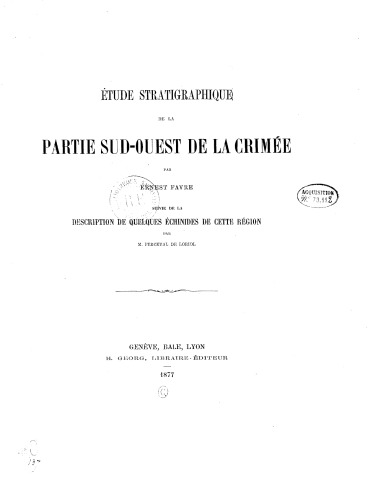 ÉTUDE STRATIGRAPHIQUE
DE LA
PARTIE SUD-OUEST DE LA CRIMÉE
PAR
ERNEST FAVRE
SUIVIE DE LA
DESCRIPTION DE QUELQUES ÉCHINIDES DE CETTE RÉGION
PAR
M. PERCEVAL DE LORIOL
ACQUISITION
GENÈVE, BALE, LYON
H. GEORG, LIBRAIRE-ÉDITEUR
1877